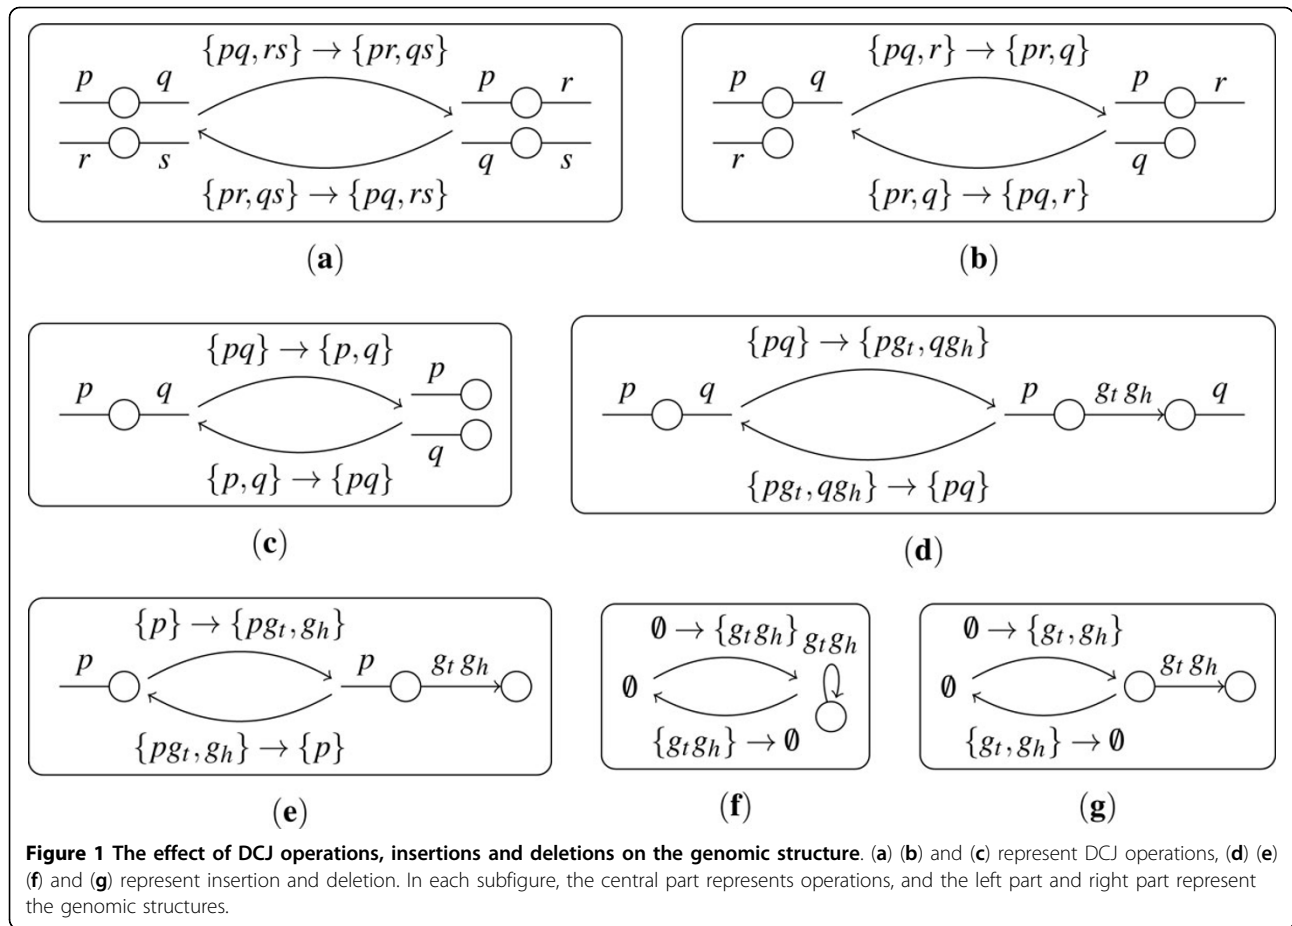 {pq, rs} → {pr, qs}
p q p r
r s q s
{pr, qs} → {pq, rs}
(a)
{pq, r} → {pr, q}
p q p r
r q
{pr, q} → {pq, r}
(b)
{pq} → {p, q}
p q p
q
{p, q} → {pq}
(c)
{pq} → {pg_t, qg_h}
p q p g_t g_h q
{pg_t, qg_h} → {pq}
(d)
{p} → {pg_t, g_h}
p p g_t g_h
{pg_t, g_h} → {p}
(e)
∅ → {g_t g_h} g_t g_h
∅
{g_t g_h} → ∅
(f)
∅ → {g_t, g_h}
∅ g_t g_h
{g_t, g_h} → ∅
(g)
Figure 1 The effect of DCJ operations, insertions and deletions on the genomic structure. (a) (b) and (c) represent DCJ operations, (d) (e)
(f) and (g) represent insertion and deletion. In each subfigure, the central part represents operations, and the left part and right part represent
the genomic structures.